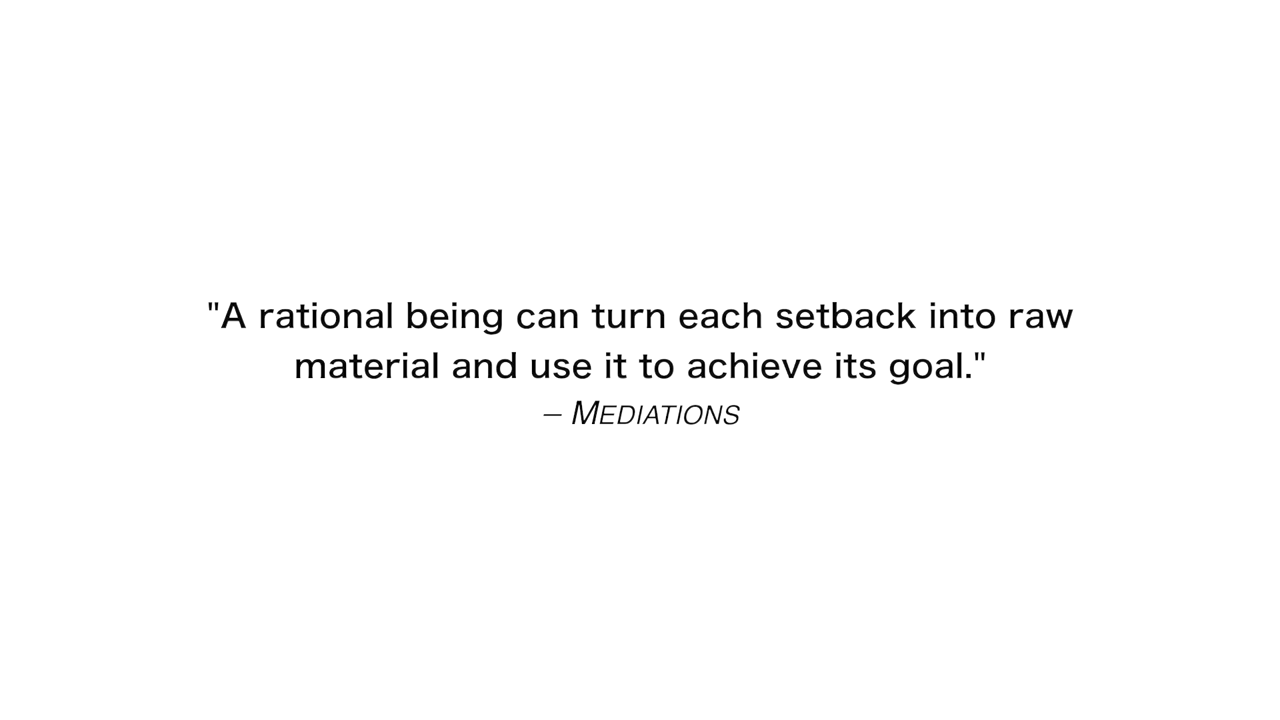 "A rational being can turn each setback into raw
material and use it to achieve its goal."
– MEDIATIONS